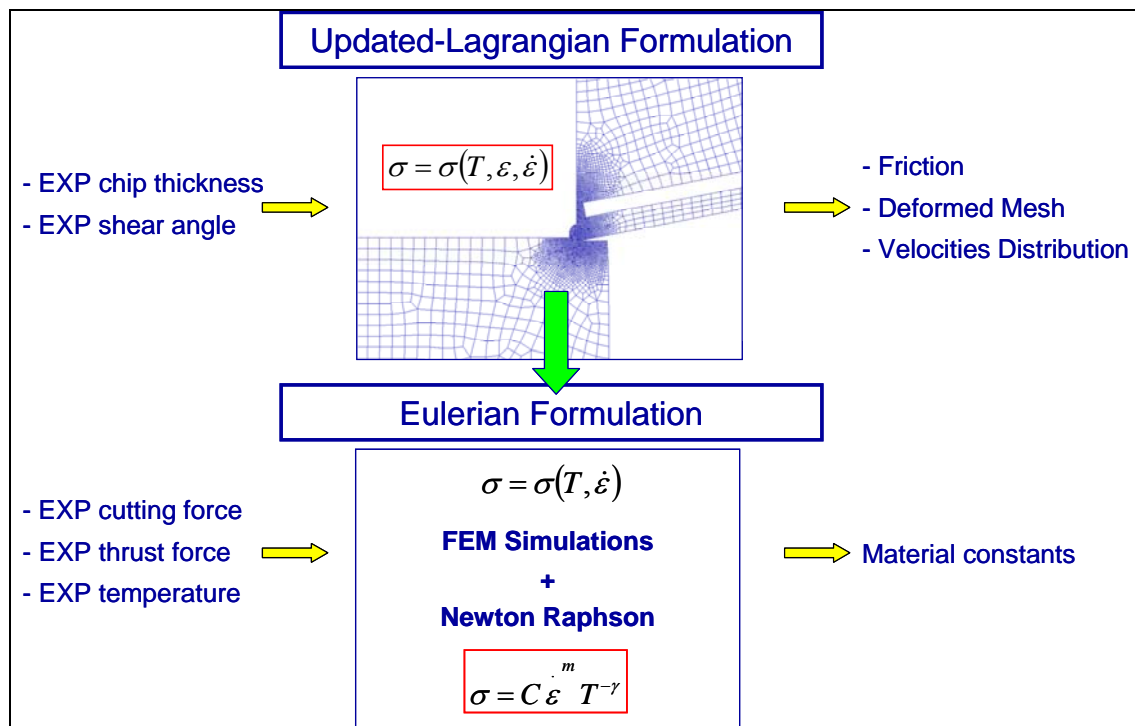 Updated-Lagrangian Formulation
- EXP chip thickness
- EXP shear angle
σ = σ(T, ε, ε̇)
- Friction
- Deformed Mesh
- Velocities Distribution
Eulerian Formulation
- EXP cutting force
- EXP thrust force
- EXP temperature
σ = σ(T, ε̇)
FEM Simulations
+
Newton Raphson
σ = C ε̇^m T^−γ
Material constants